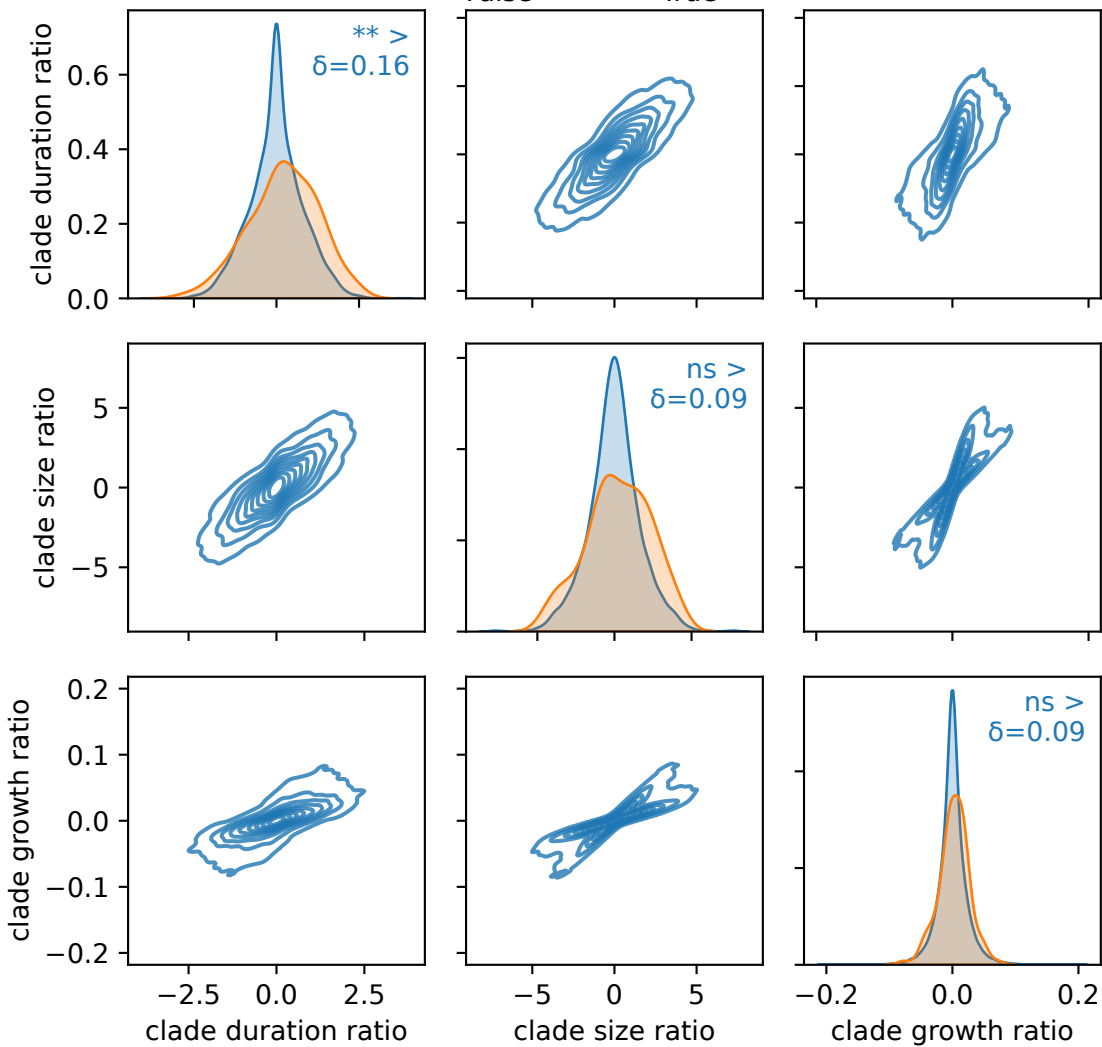 clade duration ratio
0.6
0.4
0.2
0.0
** >
δ=0.16
clade size ratio
5
0
−5
ns >
δ=0.09
clade growth ratio
0.2
0.1
0.0
−0.1
−0.2
ns >
δ=0.09
−2.5 0.0 2.5
clade duration ratio
−5 0 5
clade size ratio
−0.2 0.0 0.2
clade growth ratio